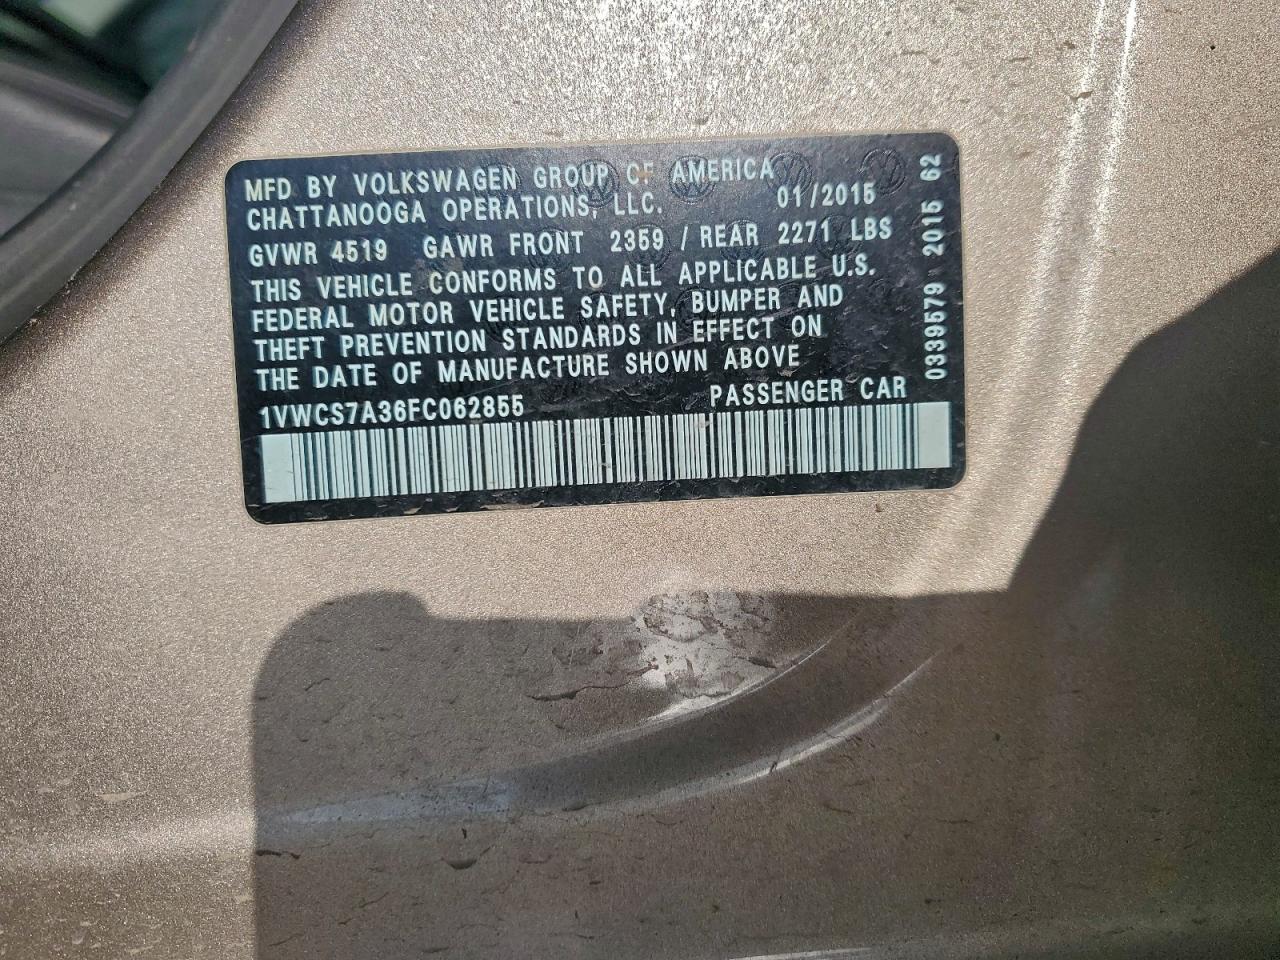 MFD BY VOLKSWAGEN GROUP OF AMERICA
CHATTANOOGA OPERATIONS, LLC. 01/2015
GVWR 4519 GAWR FRONT 2359 / REAR 2271 LBS
THIS VEHICLE CONFORMS TO ALL APPLICABLE U.S.
FEDERAL MOTOR VEHICLE SAFETY, BUMPER AND
THEFT PREVENTION STANDARDS IN EFFECT ON
THE DATE OF MANUFACTURE SHOWN ABOVE
1VWCS7A36FC062855 PASSENGER CAR
0339579 2015 62